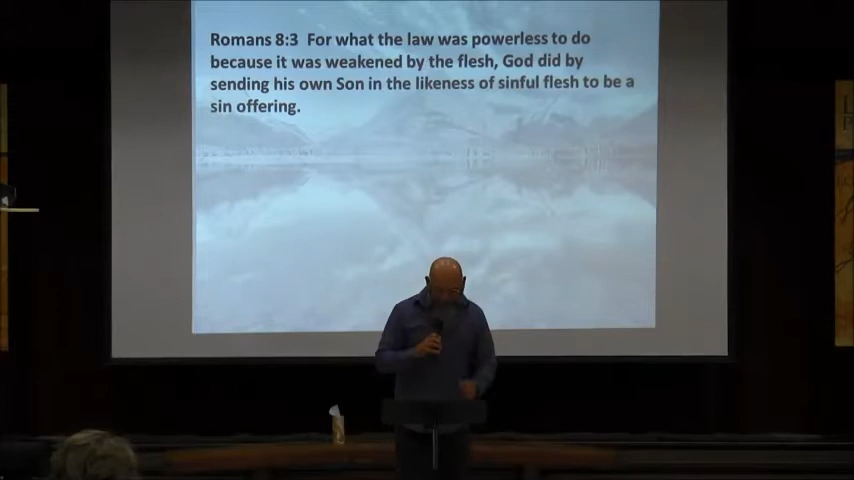 Romans 8:3  For what the law was powerless to do
because it was weakened by the flesh, God did by
sending his own Son in the likeness of sinful flesh to be a
sin offering.